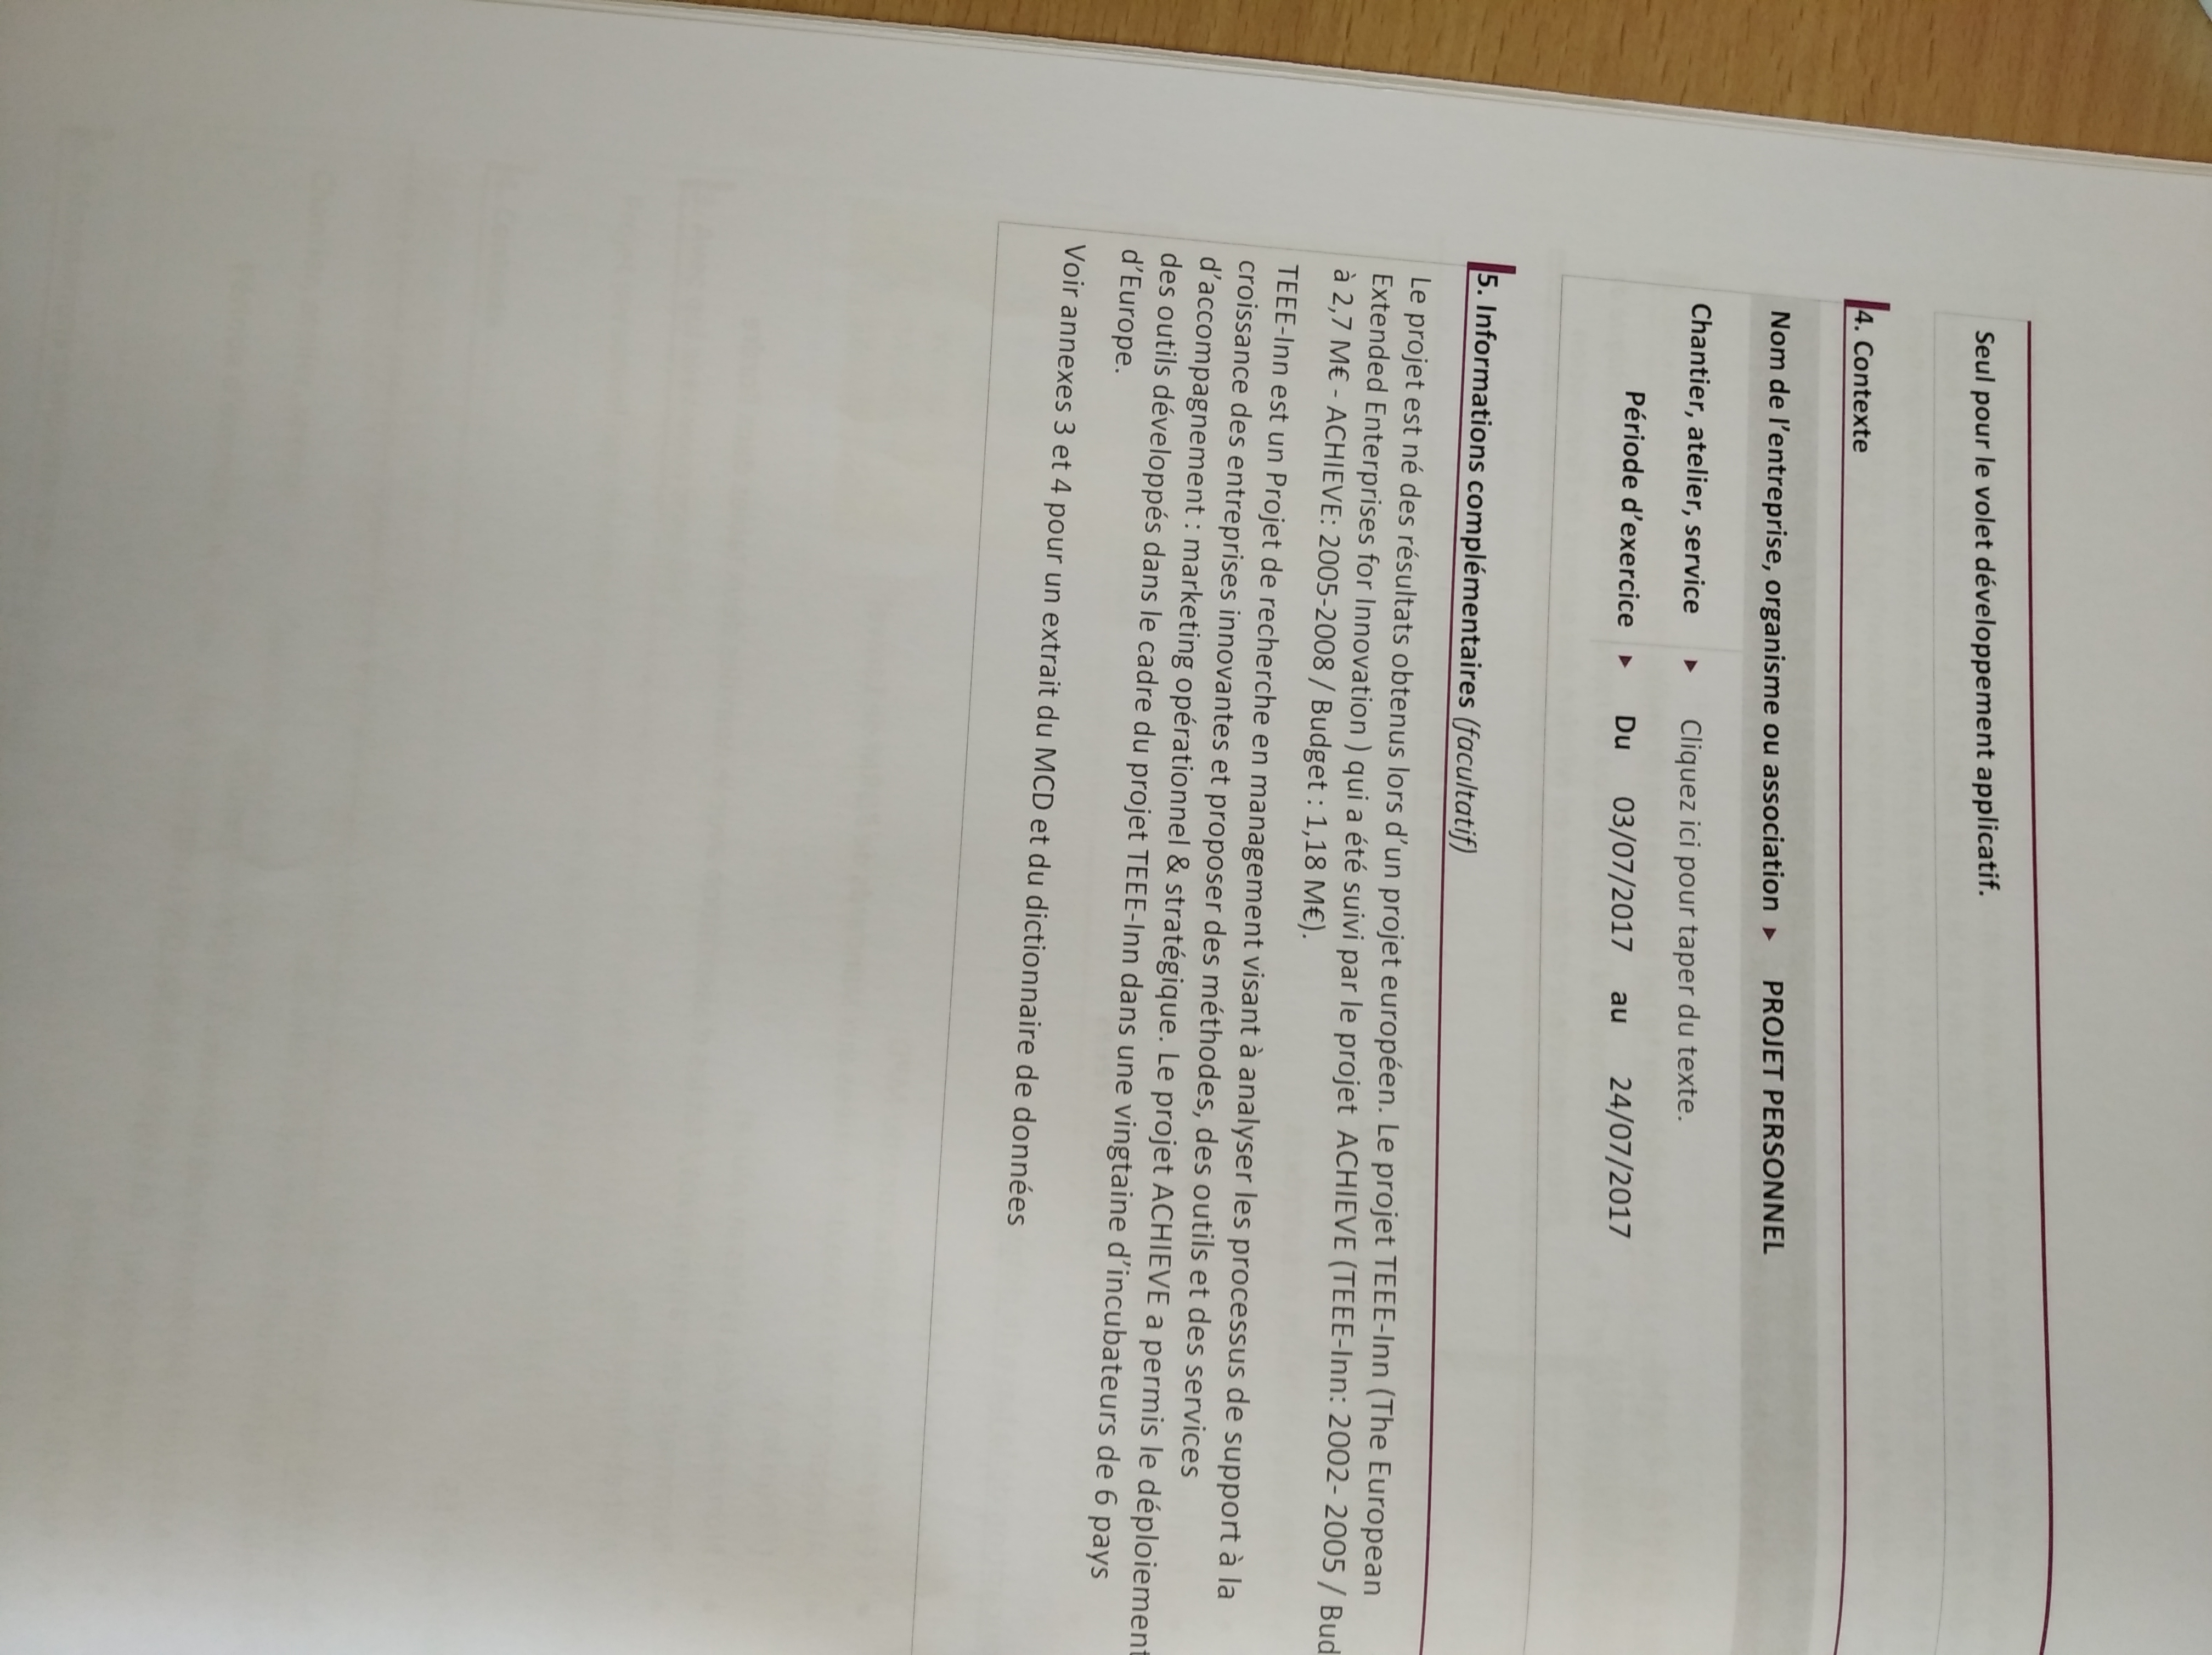 Seul pour le volet développement applicatif.
4. Contexte
Nom de l'entreprise, organisme ou association ▸ PROJET PERSONNEL
Chantier, atelier, service ▸ Cliquez ici pour taper du texte.
Période d'exercice ▸ Du 03/07/2017 au 24/07/2017
5. Informations complémentaires (facultatif)
Le projet est né des résultats obtenus lors d'un projet européen. Le projet TEEE-Inn (The European
Extended Enterprises for Innovation ) qui a été suivi par le projet ACHIEVE (TEEE-Inn: 2002- 2005 / Bud
à 2,7 M€ - ACHIEVE: 2005-2008 / Budget : 1,18 M€).
TEEE-Inn est un Projet de recherche en management visant à analyser les processus de support à la
croissance des entreprises innovantes et proposer des méthodes, des outils et des services
d'accompagnement : marketing opérationnel & stratégique. Le projet ACHIEVE a permis le déploiement
des outils développés dans le cadre du projet TEEE-Inn dans une vingtaine d'incubateurs de 6 pays
d'Europe.
Voir annexes 3 et 4 pour un extrait du MCD et du dictionnaire de données